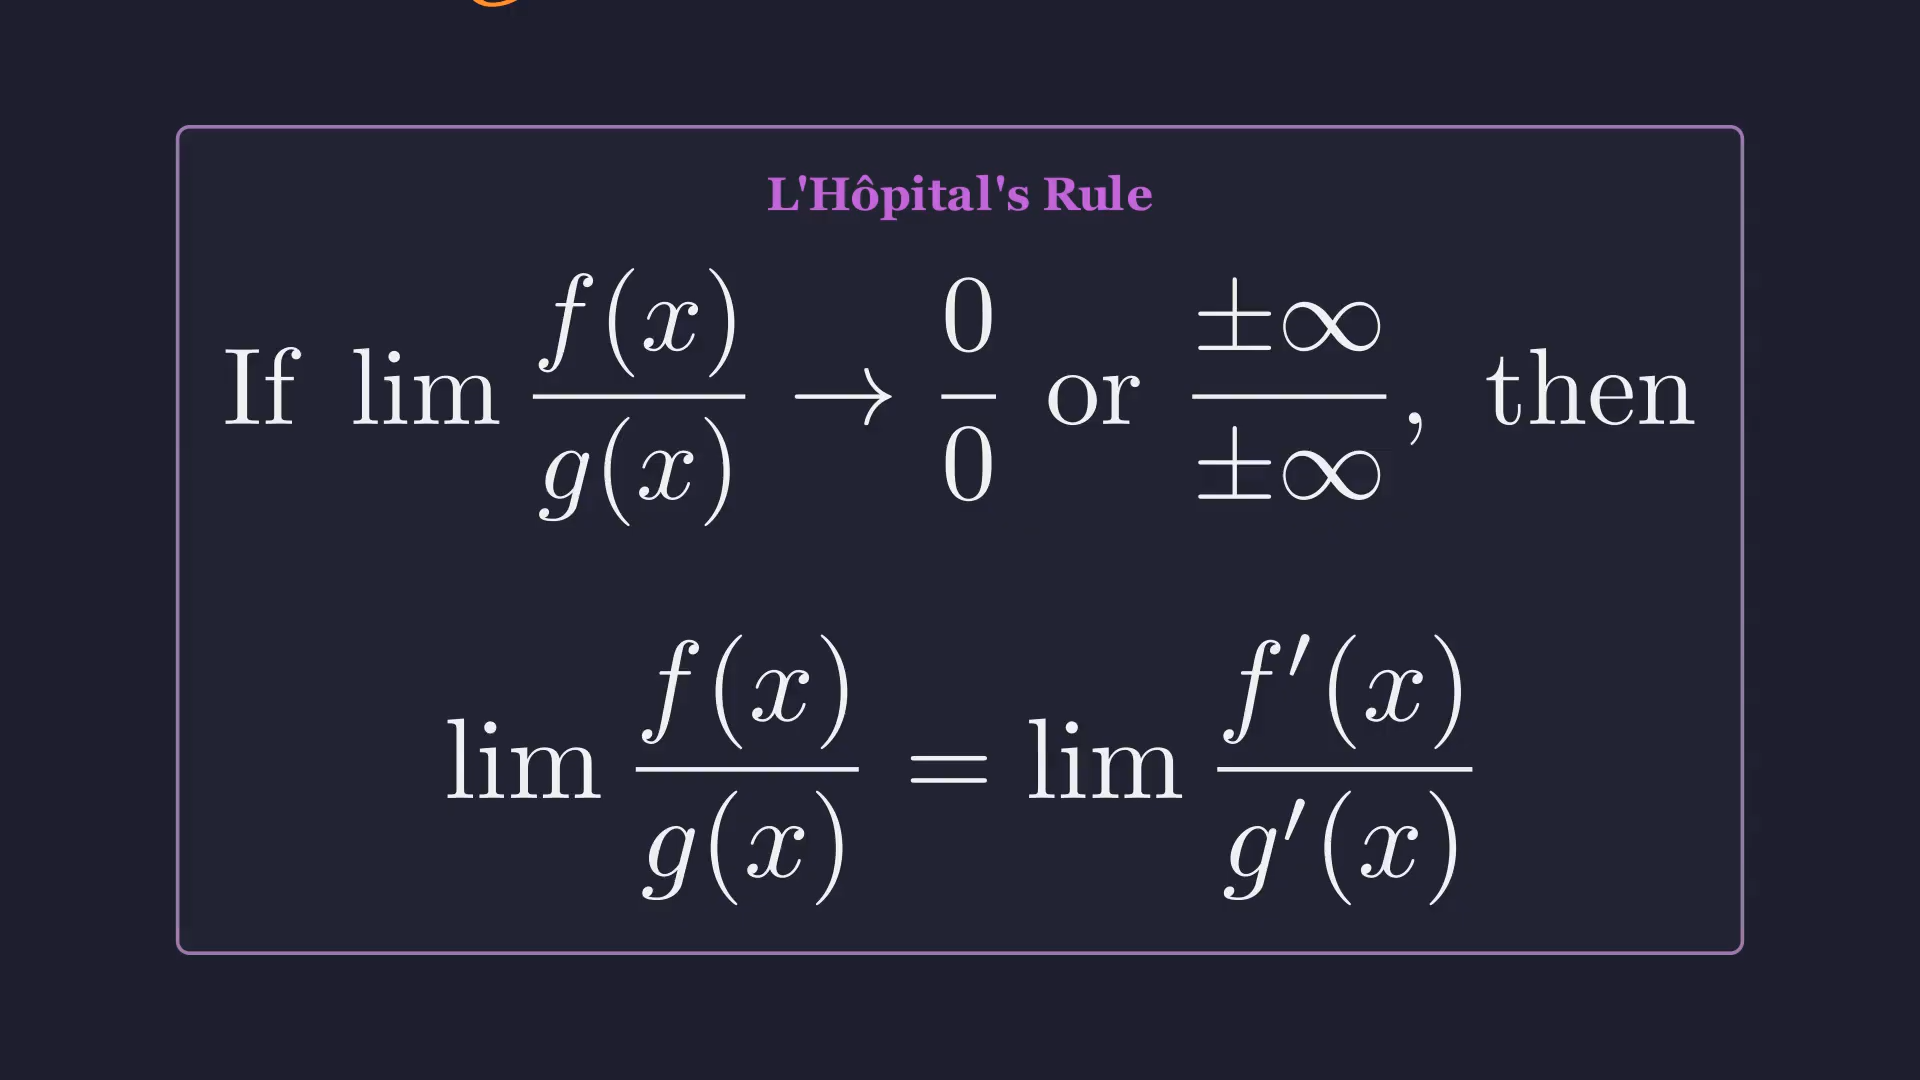 L'Hôpital's Rule
If lim f(x)/g(x) → 0/0 or ±∞/±∞, then
lim f(x)/g(x) = lim f′(x)/g′(x)